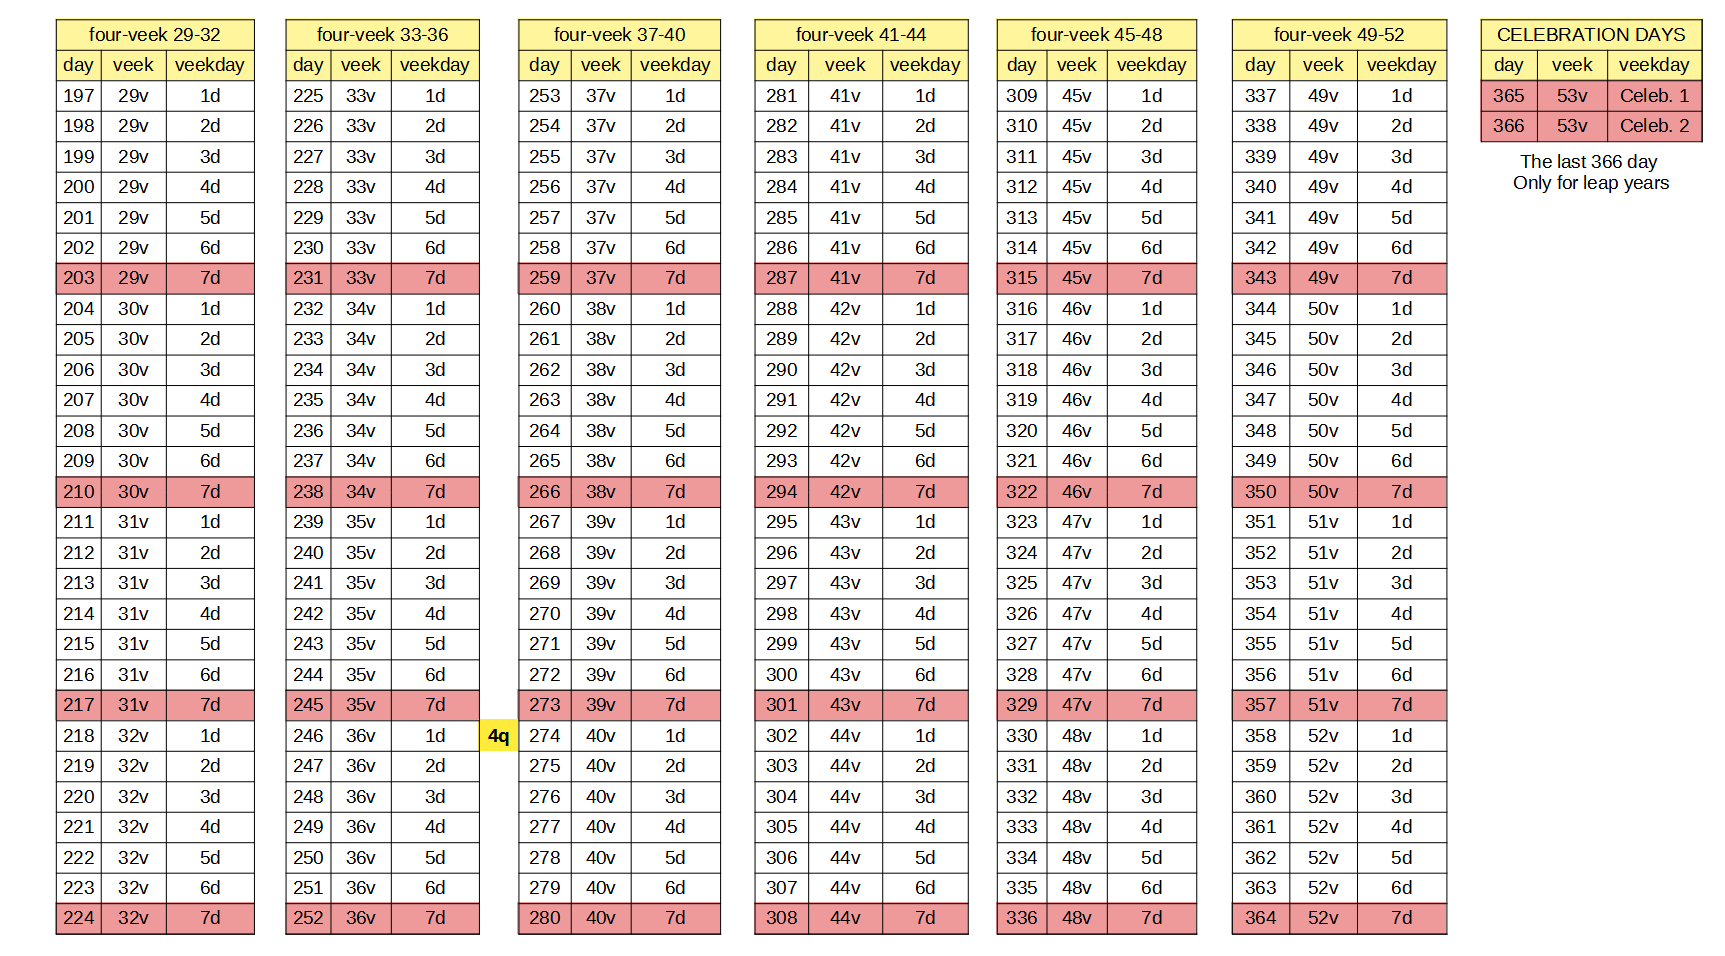 four-veek 29-32 four-veek 33-36 four-veek 37-40 four-veek 41-44 four-veek 45-48 four-veek 49-52 CELEBRATION DAYS
day veek veekday day veek veekday day veek veekday day veek veekday day veek veekday day veek veekday day veek veekday
197 29v 1d 225 33v 1d 253 37v 1d 281 41v 1d 309 45v 1d 337 49v 1d 365 53v Celeb. 1
198 29v 2d 226 33v 2d 254 37v 2d 282 41v 2d 310 45v 2d 338 49v 2d 366 53v Celeb. 2
199 29v 3d 227 33v 3d 255 37v 3d 283 41v 3d 311 45v 3d 339 49v 3d The last 366 day
200 29v 4d 228 33v 4d 256 37v 4d 284 41v 4d 312 45v 4d 340 49v 4d Only for leap years
201 29v 5d 229 33v 5d 257 37v 5d 285 41v 5d 313 45v 5d 341 49v 5d
202 29v 6d 230 33v 6d 258 37v 6d 286 41v 6d 314 45v 6d 342 49v 6d
203 29v 7d 231 33v 7d 259 37v 7d 287 41v 7d 315 45v 7d 343 49v 7d
204 30v 1d 232 34v 1d 260 38v 1d 288 42v 1d 316 46v 1d 344 50v 1d
205 30v 2d 233 34v 2d 261 38v 2d 289 42v 2d 317 46v 2d 345 50v 2d
206 30v 3d 234 34v 3d 262 38v 3d 290 42v 3d 318 46v 3d 346 50v 3d
207 30v 4d 235 34v 4d 263 38v 4d 291 42v 4d 319 46v 4d 347 50v 4d
208 30v 5d 236 34v 5d 264 38v 5d 292 42v 5d 320 46v 5d 348 50v 5d
209 30v 6d 237 34v 6d 265 38v 6d 293 42v 6d 321 46v 6d 349 50v 6d
210 30v 7d 238 34v 7d 266 38v 7d 294 42v 7d 322 46v 7d 350 50v 7d
211 31v 1d 239 35v 1d 267 39v 1d 295 43v 1d 323 47v 1d 351 51v 1d
212 31v 2d 240 35v 2d 268 39v 2d 296 43v 2d 324 47v 2d 352 51v 2d
213 31v 3d 241 35v 3d 269 39v 3d 297 43v 3d 325 47v 3d 353 51v 3d
214 31v 4d 242 35v 4d 270 39v 4d 298 43v 4d 326 47v 4d 354 51v 4d
215 31v 5d 243 35v 5d 271 39v 5d 299 43v 5d 327 47v 5d 355 51v 5d
216 31v 6d 244 35v 6d 272 39v 6d 300 43v 6d 328 47v 6d 356 51v 6d
217 31v 7d 245 35v 7d 273 39v 7d 301 43v 7d 329 47v 7d 357 51v 7d
218 32v 1d 246 36v 1d 4q 274 40v 1d 302 44v 1d 330 48v 1d 358 52v 1d
219 32v 2d 247 36v 2d 275 40v 2d 303 44v 2d 331 48v 2d 359 52v 2d
220 32v 3d 248 36v 3d 276 40v 3d 304 44v 3d 332 48v 3d 360 52v 3d
221 32v 4d 249 36v 4d 277 40v 4d 305 44v 4d 333 48v 4d 361 52v 4d
222 32v 5d 250 36v 5d 278 40v 5d 306 44v 5d 334 48v 5d 362 52v 5d
223 32v 6d 251 36v 6d 279 40v 6d 307 44v 6d 335 48v 6d 363 52v 6d
224 32v 7d 252 36v 7d 280 40v 7d 308 44v 7d 336 48v 7d 364 52v 7d